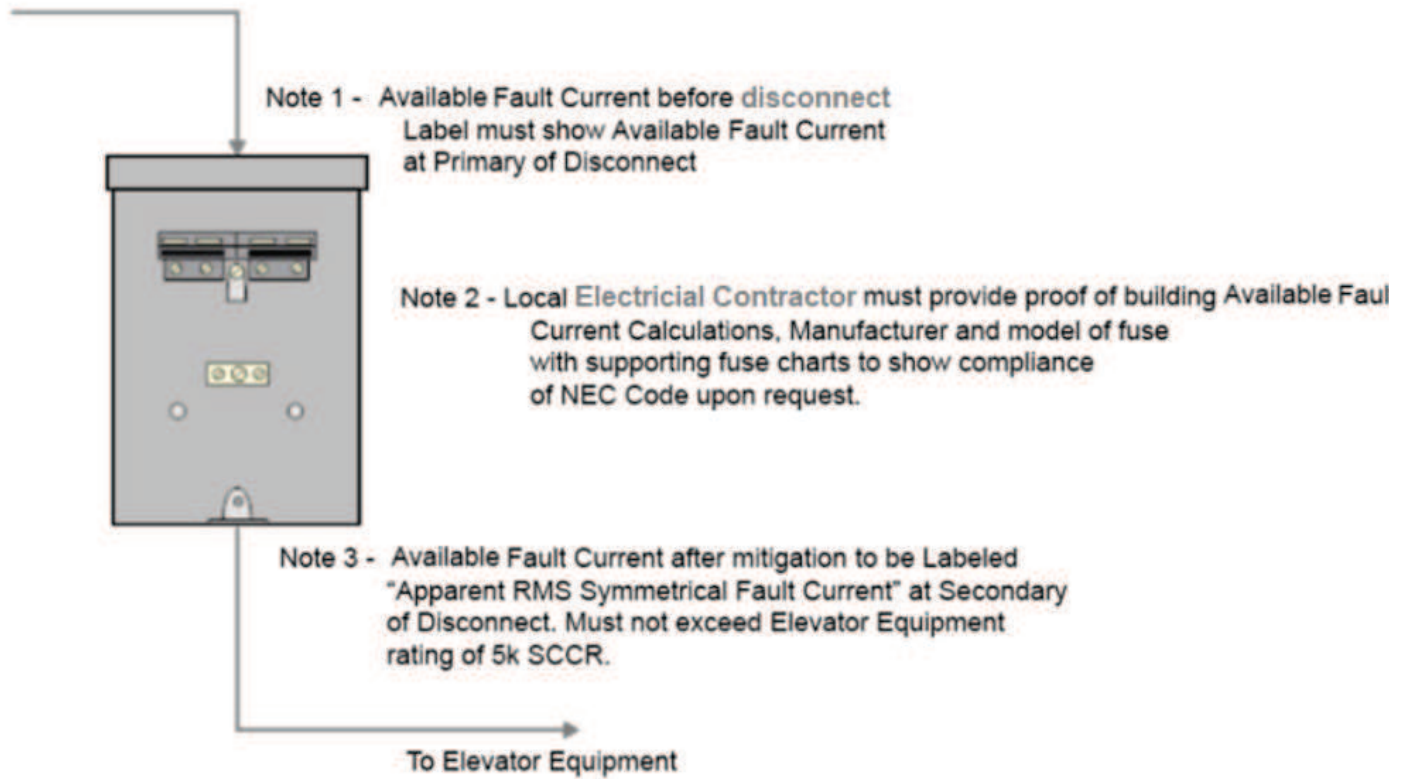 Note 1 - Available Fault Current before disconnect
Label must show Available Fault Current
at Primary of Disconnect
Note 2 - Local Electricial Contractor must provide proof of building Available Faul
Current Calculations, Manufacturer and model of fuse
with supporting fuse charts to show compliance
of NEC Code upon request.
Note 3 - Available Fault Current after mitigation to be Labeled
"Apparent RMS Symmetrical Fault Current" at Secondary
of Disconnect. Must not exceed Elevator Equipment
rating of 5k SCCR.
To Elevator Equipment